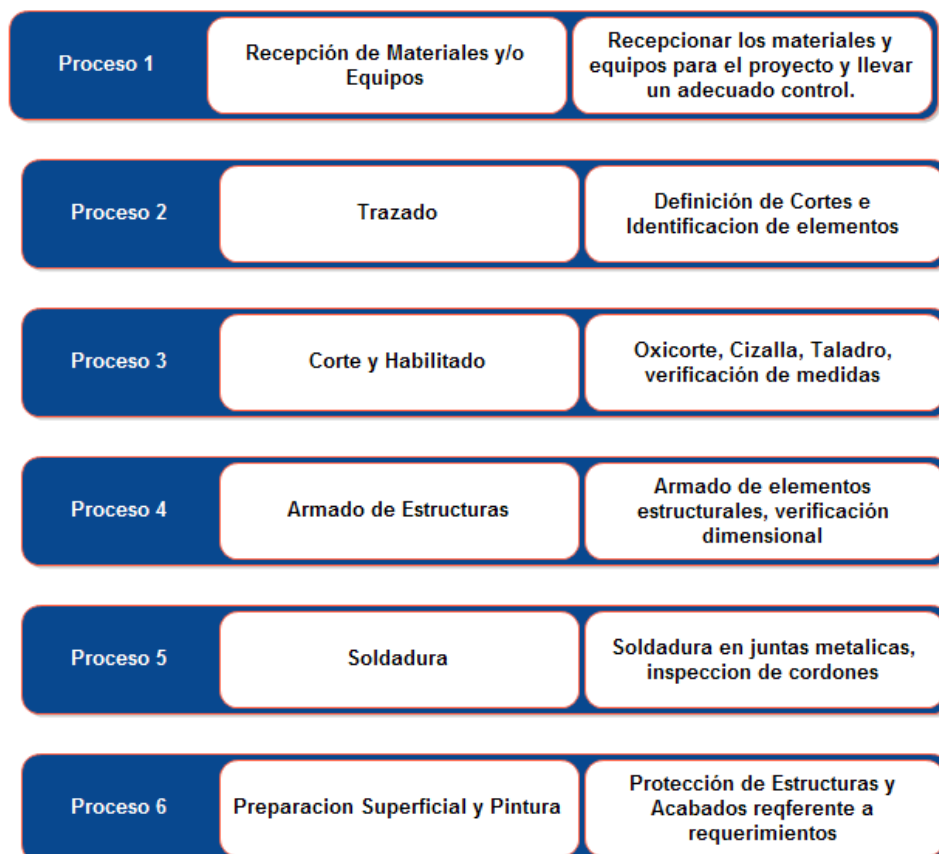 Proceso 1
Recepción de Materiales y/o
Equipos
Recepcionar los materiales y
equipos para el proyecto y llevar
un adecuado control.
Proceso 2
Trazado
Definición de Cortes e
Identificacion de elementos
Proceso 3
Corte y Habilitado
Oxicorte, Cizalla, Taladro,
verificación de medidas
Proceso 4
Armado de Estructuras
Armado de elementos
estructurales, verificación
dimensional
Proceso 5
Soldadura
Soldadura en juntas metalicas,
inspeccion de cordones
Proceso 6
Preparacion Superficial y Pintura
Protección de Estructuras y
Acabados reqferente a
requerimientos